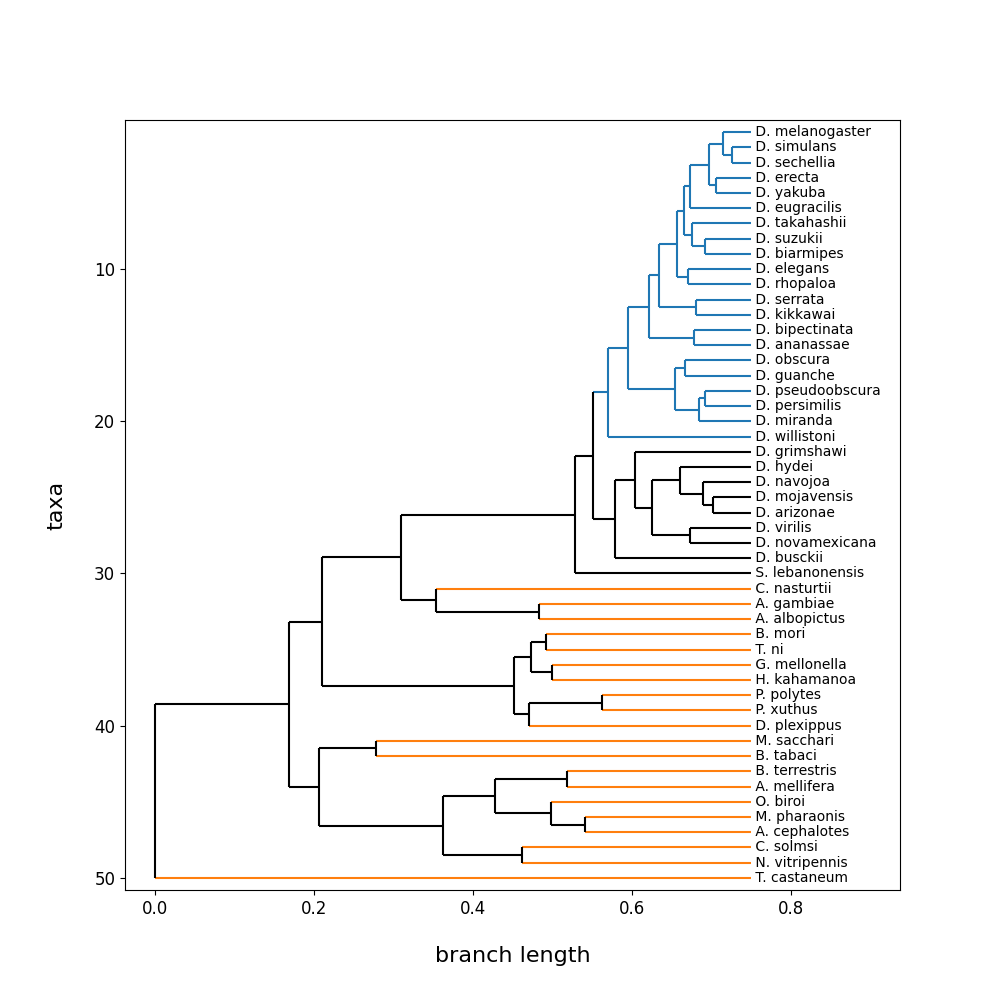 D. melanogaster
D. simulans
D. sechellia
D. erecta
D. yakuba
D. eugracilis
D. takahashii
D. suzukii
D. biarmipes
10
D. elegans
D. rhopaloa
D. serrata
D. kikkawai
D. bipectinata
D. ananassae
D. obscura
D. guanche
D. pseudoobscura
D. persimilis
20
D. miranda
D. willistoni
D. grimshawi
D. hydei
D. navojoa
taxa
D. mojavensis
D. arizonae
D. virilis
D. novamexicana
D. busckii
30
S. lebanonensis
C. nasturtii
A. gambiae
A. albopictus
B. mori
T. ni
G. mellonella
H. kahamanoa
P. polytes
P. xuthus
40
D. plexippus
M. sacchari
B. tabaci
B. terrestris
A. mellifera
O. biroi
M. pharaonis
A. cephalotes
C. solmsi
N. vitripennis
50
T. castaneum
0.0 0.2 0.4 0.6 0.8
branch length